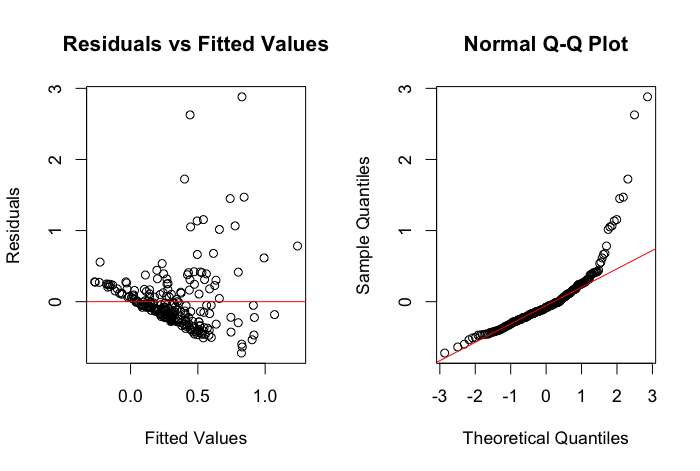 Residuals vs Fitted Values
Residuals
3
2
1
0
0.0 0.5 1.0
Fitted Values
Normal Q-Q Plot
Sample Quantiles
3
2
1
0
-3 -2 -1 0 1 2 3
Theoretical Quantiles